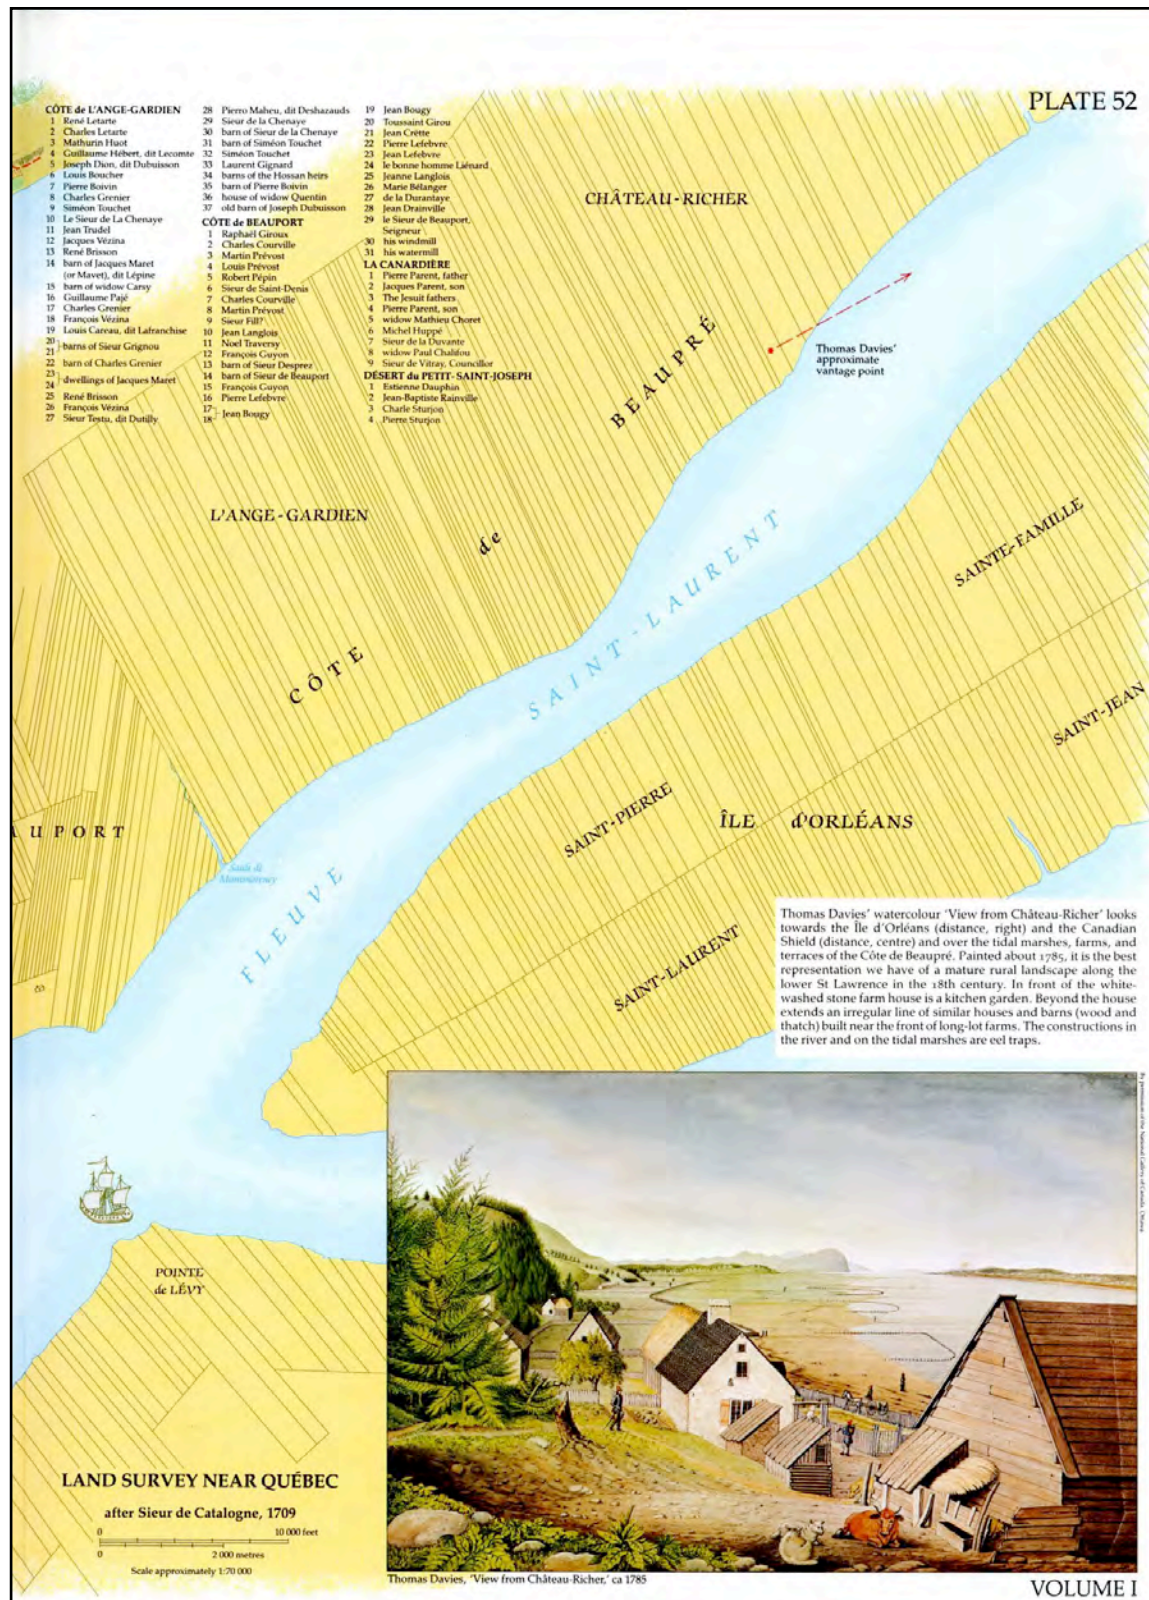 PLATE 52
CÔTE de L'ANGE-GARDIEN
1 René Letarte
2 Charles Letarte
3 Mathurin Huot
4 Guillaume Hébert, dit Lecomte
5 Joseph Dion, dit Dubuisson
6 Louis Boucher
7 Pierre Boivin
8 Charles Grenier
9 Siméon Touchet
10 Le Sieur de La Chenaye
11 Jean Trudel
12 Jacques Vézina
13 René Brisson
14 barn of Jacques Maret
(or Mavet), dit Lépine
15 barn of widow Carsy
16 Guillaume Pajé
17 Charles Grenier
18 François Vézina
19 Louis Careau, dit Lafranchise
20
21 barns of Sieur Grignou
22 barn of Charles Grenier
23
24 dwellings of Jacques Maret
25 René Brisson
26 François Vézina
27 Sieur Testu, dit Dutilly
28 Pierro Maheu, dit Deshazauds
29 Sieur de la Chenaye
30 barn of Sieur de la Chenaye
31 barn of Siméon Touchet
32 Siméon Touchet
33 Laurent Gignard
34 barns of the Hossan heirs
35 barn of Pierre Boivin
36 house of widow Quentin
37 old barn of Joseph Dubuisson
CÔTE de BEAUPORT
1 Raphaël Giroux
2 Charles Courville
3 Martin Prévost
4 Louis Prévost
5 Robert Pépin
6 Sieur de Saint-Denis
7 Charles Courville
8 Martin Prévost
9 Sieur Fill?
10 Jean Langlois
11 Noel Traversy
12 François Guyon
13 barn of Sieur Desprez
14 barn of Sieur de Beauport
15 François Guyon
16 Pierre Lefebvre
17
18 Jean Bougy
19 Jean Bougy
20 Toussaint Girou
21 Jean Crêtte
22 Pierre Lefebvre
23 Jean Lefebvre
24 le bonne homme Liénard
25 Jeanne Langlois
26 Marie Bélanger
27 de la Durantaye
28 Jean Drainville
29 le Sieur de Beauport,
Seigneur
30 his windmill
31 his watermill
LA CANARDIÈRE
1 Pierre Parent, father
2 Jacques Parent, son
3 The Jesuit fathers
4 Pierre Parent, son
5 widow Mathieu Choret
6 Michel Huppé
7 Sieur de la Duvante
8 widow Paul Chalifou
9 Sieur de Vitray, Councillor
DÉSERT du PETIT-SAINT-JOSEPH
1 Estienne Dauphin
2 Jean-Baptiste Rainville
3 Charle Sturjon
4 Pierre Sturjon
CHÂTEAU-RICHER
Thomas Davies'
approximate
vantage point
L'ANGE-GARDIEN
CÔTE de BEAUPRÉ
SAINTE-FAMILLE
SAINT-JEAN
FLEUVE SAINT-LAURENT
SAINT-PIERRE
ÎLE d'ORLÉANS
SAINT-LAURENT
AUPORT
Sault de
Montmorency
Thomas Davies' watercolour 'View from Château-Richer' looks
towards the Île d'Orléans (distance, right) and the Canadian
Shield (distance, centre) and over the tidal marshes, farms, and
terraces of the Côte de Beaupré. Painted about 1785, it is the best
representation we have of a mature rural landscape along the
lower St Lawrence in the 18th century. In front of the white-
washed stone farm house is a kitchen garden. Beyond the house
extends an irregular line of similar houses and barns (wood and
thatch) built near the front of long-lot farms. The constructions in
the river and on the tidal marshes are eel traps.
By permission of the National Gallery of Canada, Ottawa
POINTE
de LÉVY
LAND SURVEY NEAR QUÉBEC
after Sieur de Catalogne, 1709
0 10 000 feet
0 2 000 metres
Scale approximately 1:70 000
Thomas Davies, 'View from Château-Richer,' ca 1785
VOLUME I